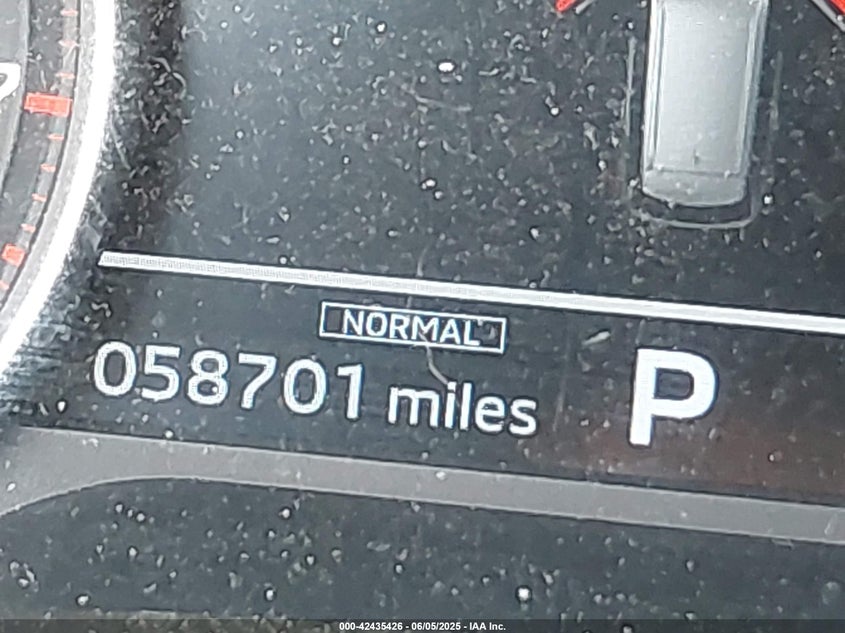 NORMAL
058701 miles
P
000-42435426 - 06/05/2025 - IAA Inc.